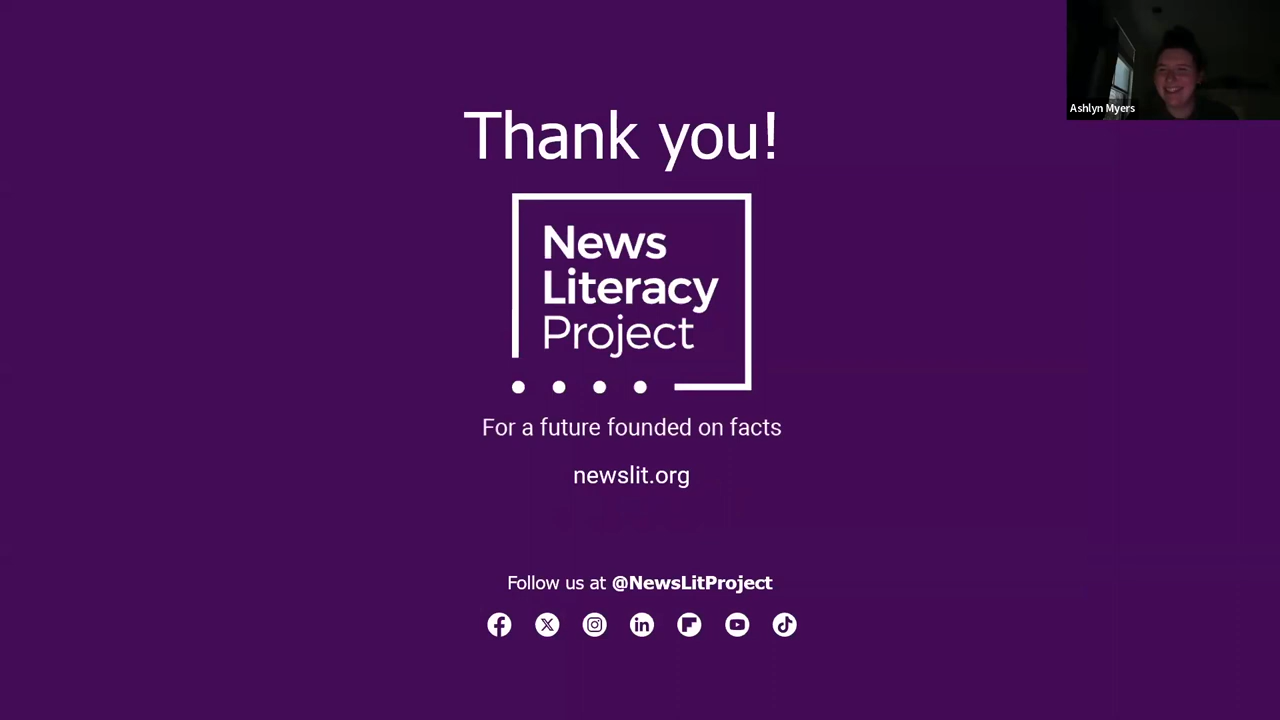 Ashlyn Myers
Thank you!
News
Literacy
Project
For a future founded on facts
newslit.org
Follow us at @NewsLitProject